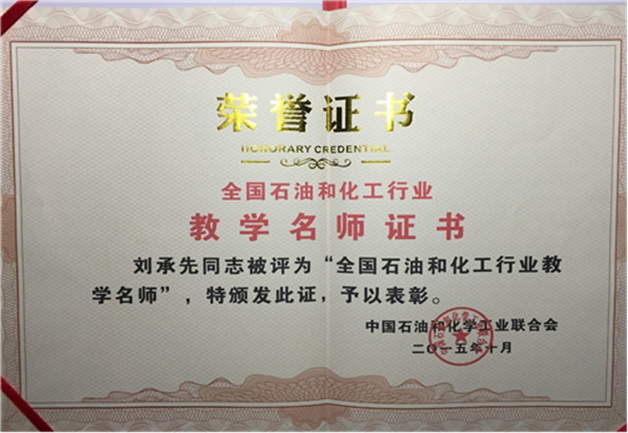 荣誉证书
HONORARY CREDENTIAL
全国石油和化工行业
教学名师证书
刘承先同志被评为“全国石油和化工行业教
学名师”，特颁发此证，予以表彰。
中国石油和化学工业联合会
二〇一五年十月